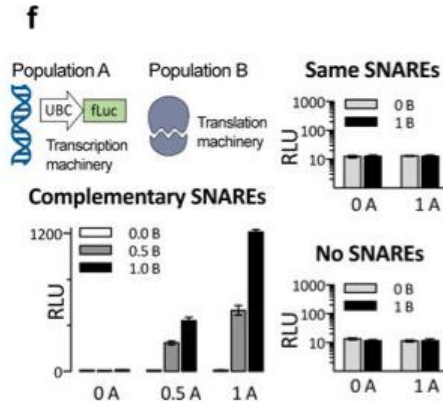 f
Population A
Population B
UBC
fLuc
Transcription
machinery
Translation
machinery
Same SNAREs
RLU
1000
100
10
0 B
1 B
0 A
1 A
Complementary SNAREs
RLU
1200
0
0.0 B
0.5 B
1.0 B
0 A
0.5 A
1 A
No SNAREs
RLU
1000
100
10
0 B
1 B
0 A
1 A